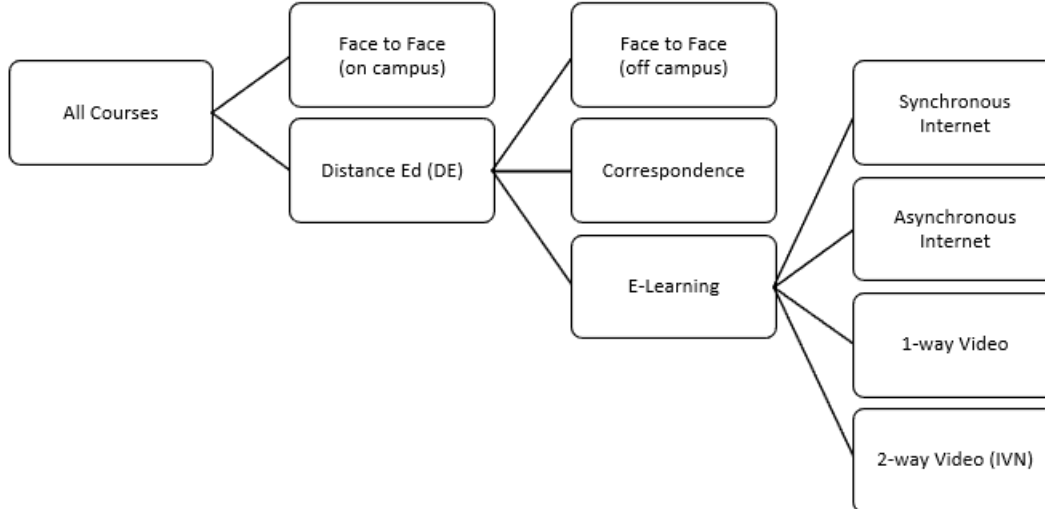 All Courses
Face to Face
(on campus)
Distance Ed (DE)
Face to Face
(off campus)
Correspondence
E-Learning
Synchronous
Internet
Asynchronous
Internet
1-way Video
2-way Video (IVN)